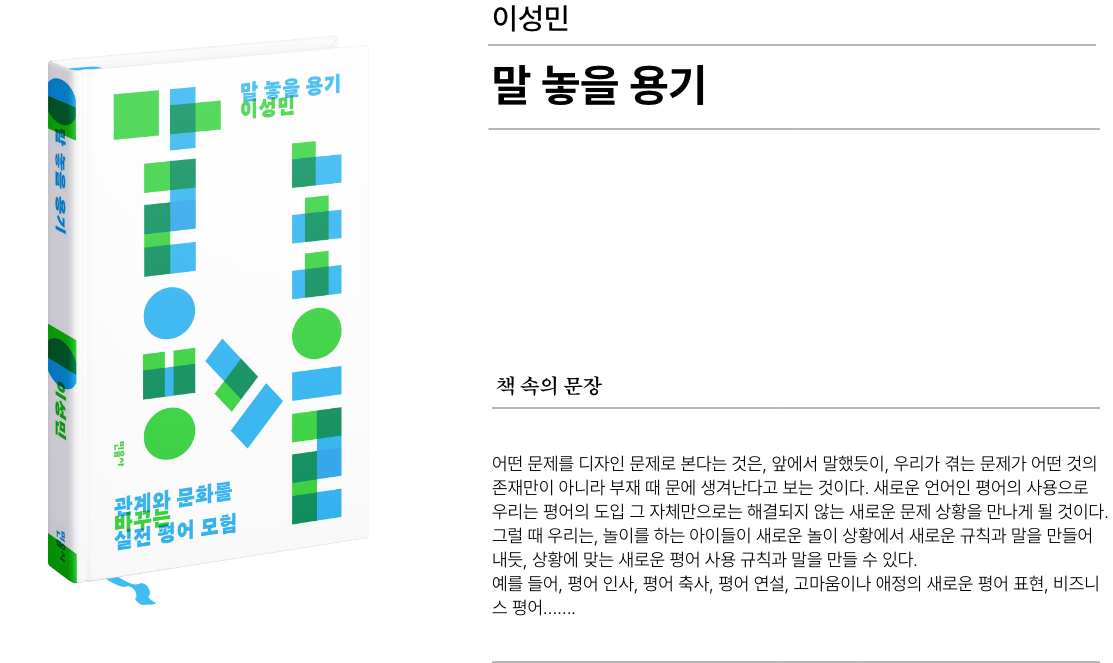 이성민
말 놓을 용기
말 놓을 용기
이성민
말 놓을 용기
이성민
민음사
민음사
관계와 문화를
바꾸는
실전 평어 모험
책 속의 문장
어떤 문제를 디자인 문제로 본다는 것은, 앞에서 말했듯이, 우리가 겪는 문제가 어떤 것의
존재만이 아니라 부재 때 문에 생겨난다고 보는 것이다. 새로운 언어인 평어의 사용으로
우리는 평어의 도입 그 자체만으로는 해결되지 않는 새로운 문제 상황을 만나게 될 것이다.
그럴 때 우리는, 놀이를 하는 아이들이 새로운 놀이 상황에서 새로운 규칙과 말을 만들어
내듯, 상황에 맞는 새로운 평어 사용 규칙과 말을 만들 수 있다.
예를 들어, 평어 인사, 평어 축사, 평어 연설, 고마움이나 애정의 새로운 평어 표현, 비즈니
스 평어.......